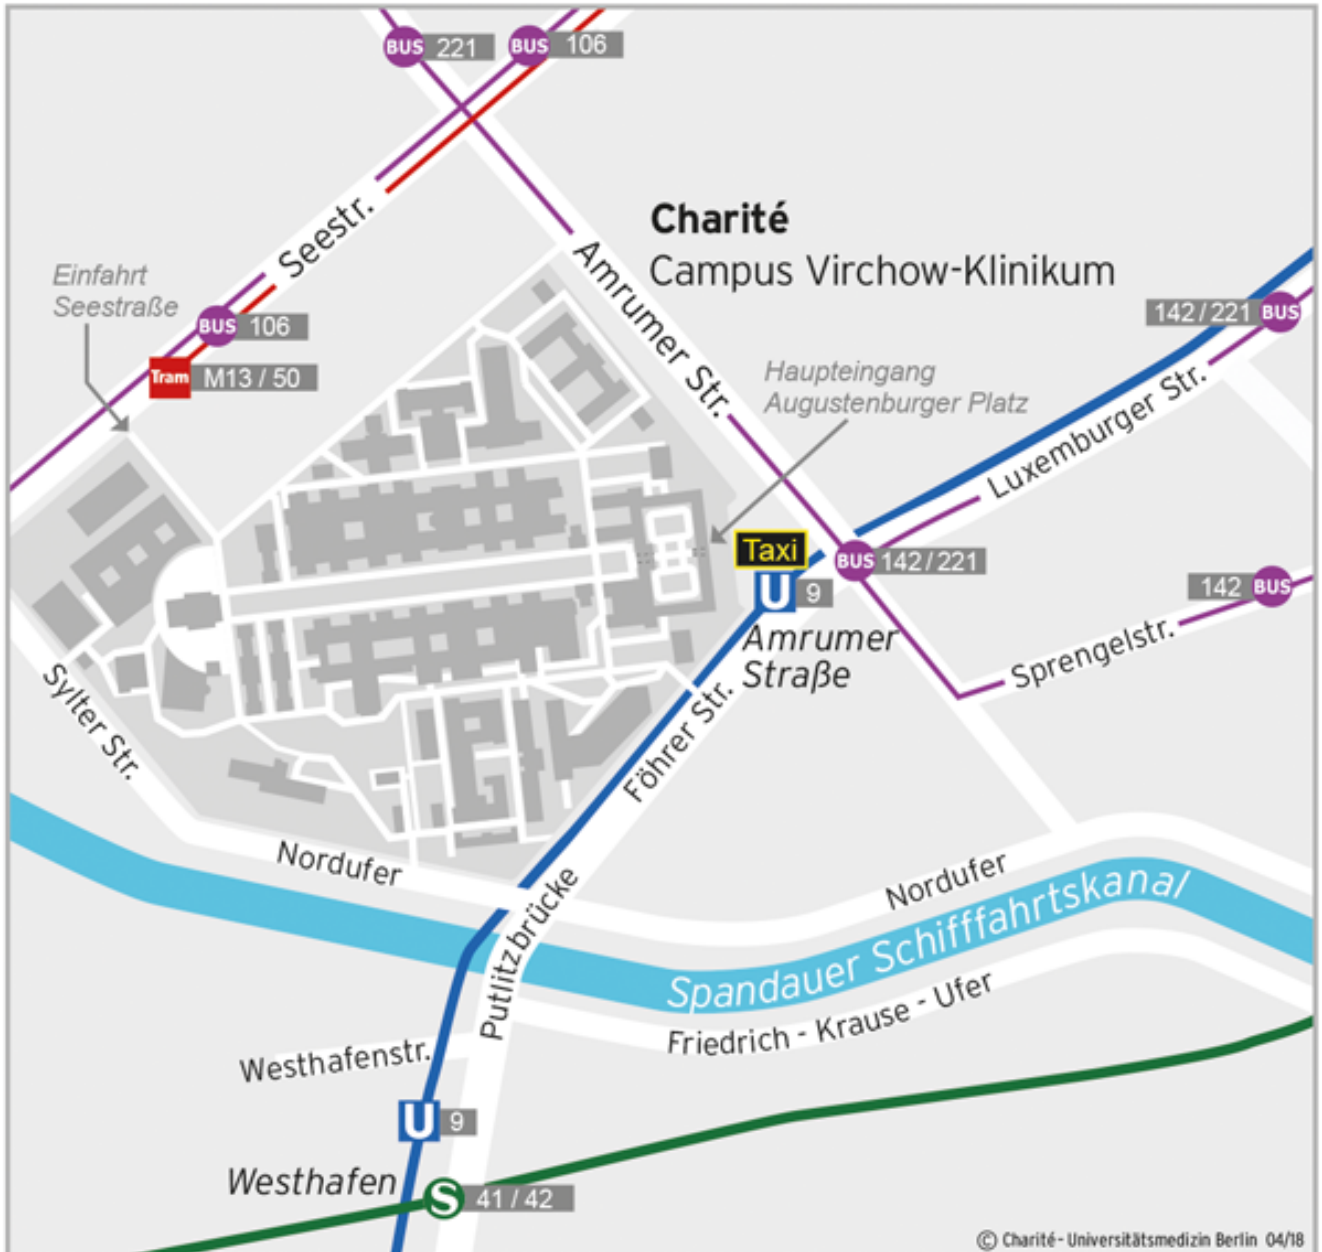 BUS 221
BUS 106
Seestr.
Charité
Campus Virchow-Klinikum
Amrumer Str.
Einfahrt
Seestraße
BUS 106
Tram M13 / 50
142 / 221 BUS
Haupteingang
Augustenburger Platz
Luxemburger Str.
Taxi
BUS 142 / 221
U 9
142 BUS
Amrumer
Straße
Sprengelstr.
Sylter Str.
Föhrer Str.
Nordufer
Nordufer
Putlitzbrücke
Spandauer Schifffahrtskanal
Friedrich - Krause - Ufer
Westhafenstr.
U 9
Westhafen
S 41 / 42
© Charité - Universitätsmedizin Berlin 04/18